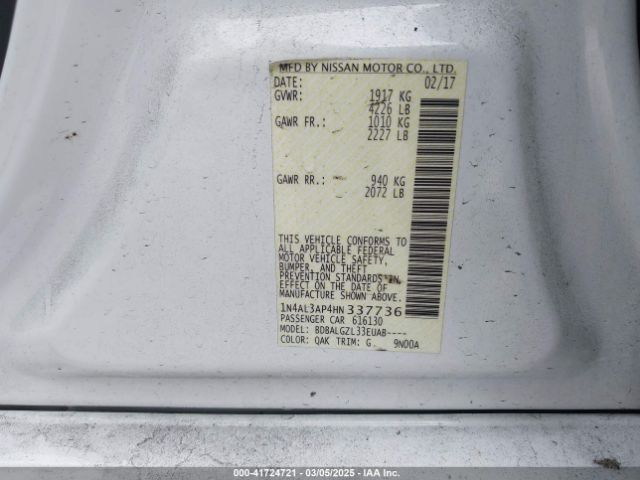 MFD BY NISSAN MOTOR CO., LTD.
DATE: 02/17
GVWR: 1917 KG
4226 LB
GAWR FR.: 1010 KG
2227 LB
GAWR RR.: 940 KG
2072 LB
THIS VEHICLE CONFORMS TO
ALL APPLICABLE FEDERAL
MOTOR VEHICLE SAFETY,
BUMPER, AND THEFT
PREVENTION STANDARDS IN
EFFECT ON THE DATE OF
MANUFACTURE SHOWN ABOVE.
1N4AL3AP4HN337736
PASSENGER CAR 616130
MODEL: BDBALGZL33EUAB----
COLOR: QAK TRIM: G 9N00A
000-41724721 | 03/05/2025 | IAA Inc.